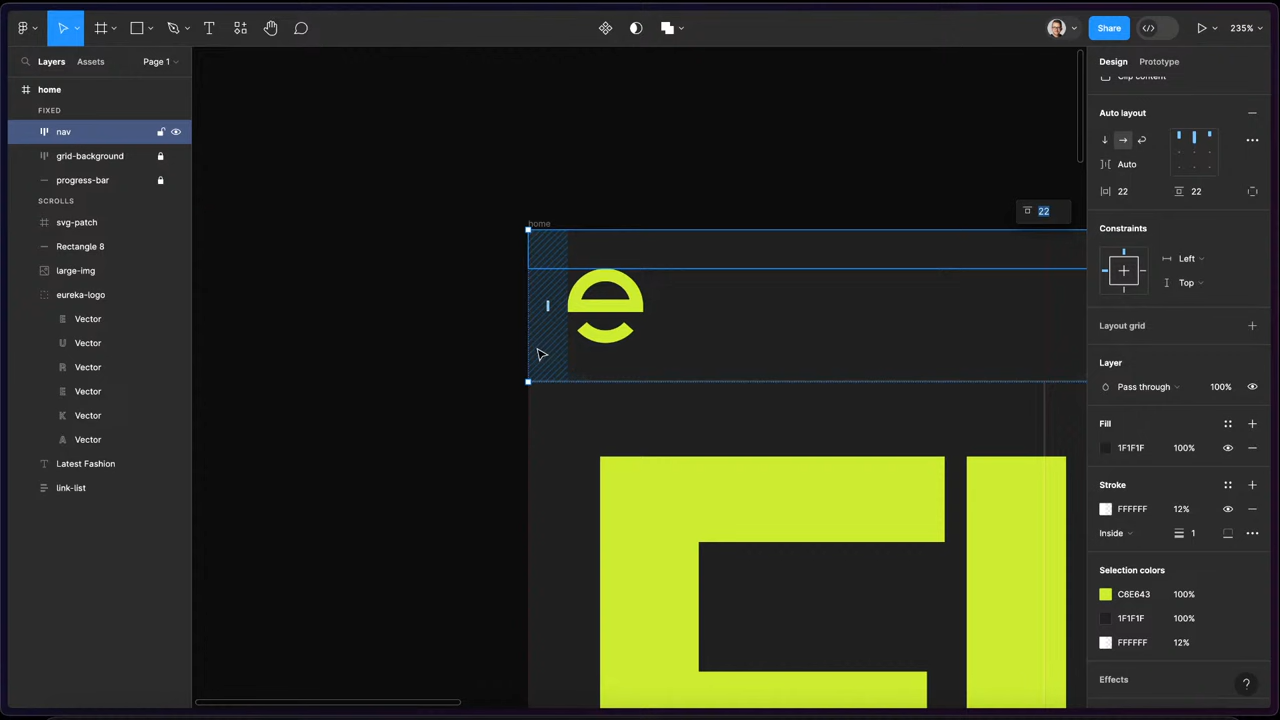 Share
235%
Layers
Assets
Page 1
home
FIXED
nav
grid-background
progress-bar
SCROLLS
svg-patch
Rectangle 8
large-img
eureka-logo
Vector
Vector
Vector
Vector
Vector
Vector
Latest Fashion
link-list
home
22
e
Design
Prototype
Clip content
Auto layout
Auto
22
22
Constraints
Left
Top
Layout grid
Layer
Pass through
100%
Fill
1F1F1F
100%
Stroke
FFFFFF
12%
Inside
1
Selection colors
C6E643
100%
1F1F1F
100%
FFFFFF
12%
Effects
?